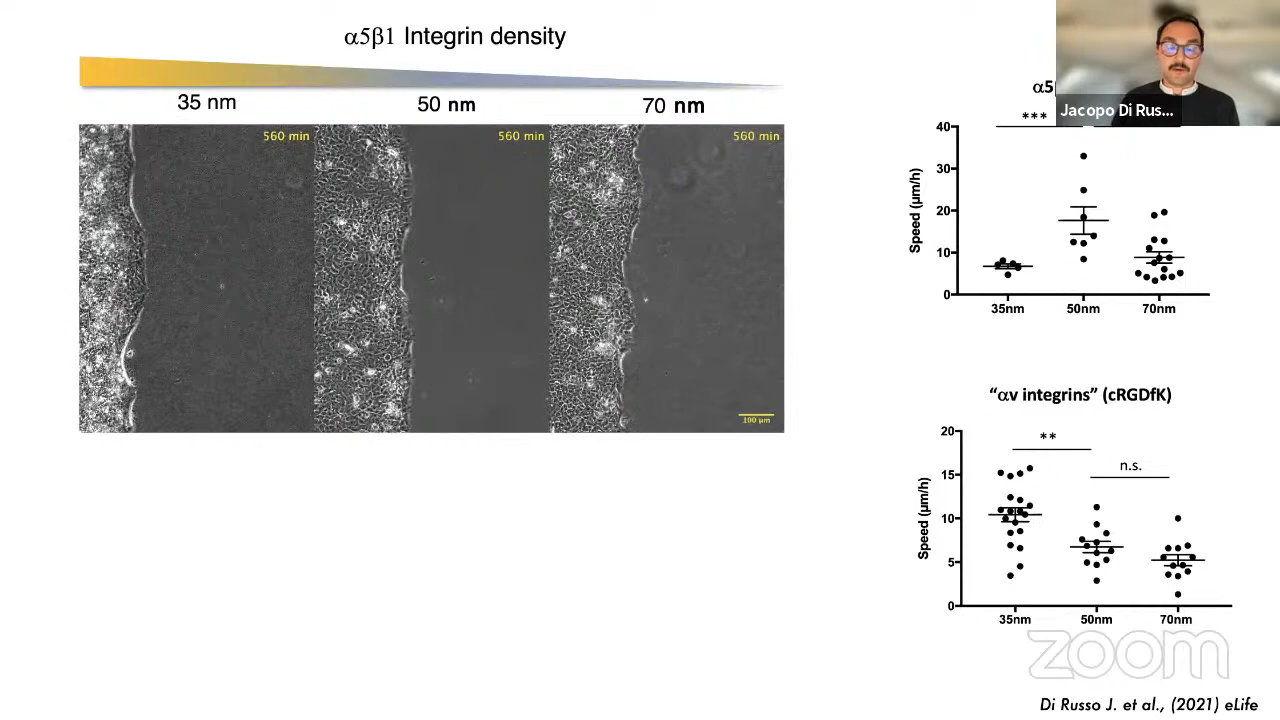 α5β1 Integrin density
35 nm
50 nm
70 nm
560 min
560 min
560 min
100 μm
Jacopo Di Rus...
α5
***
40
30
20
10
0
Speed (μm/h)
35nm
50nm
70nm
“αv integrins” (cRGDfK)
**
n.s.
20
15
10
5
0
Speed (μm/h)
35nm
50nm
70nm
zoom
Di Russo J. et al., (2021) eLife